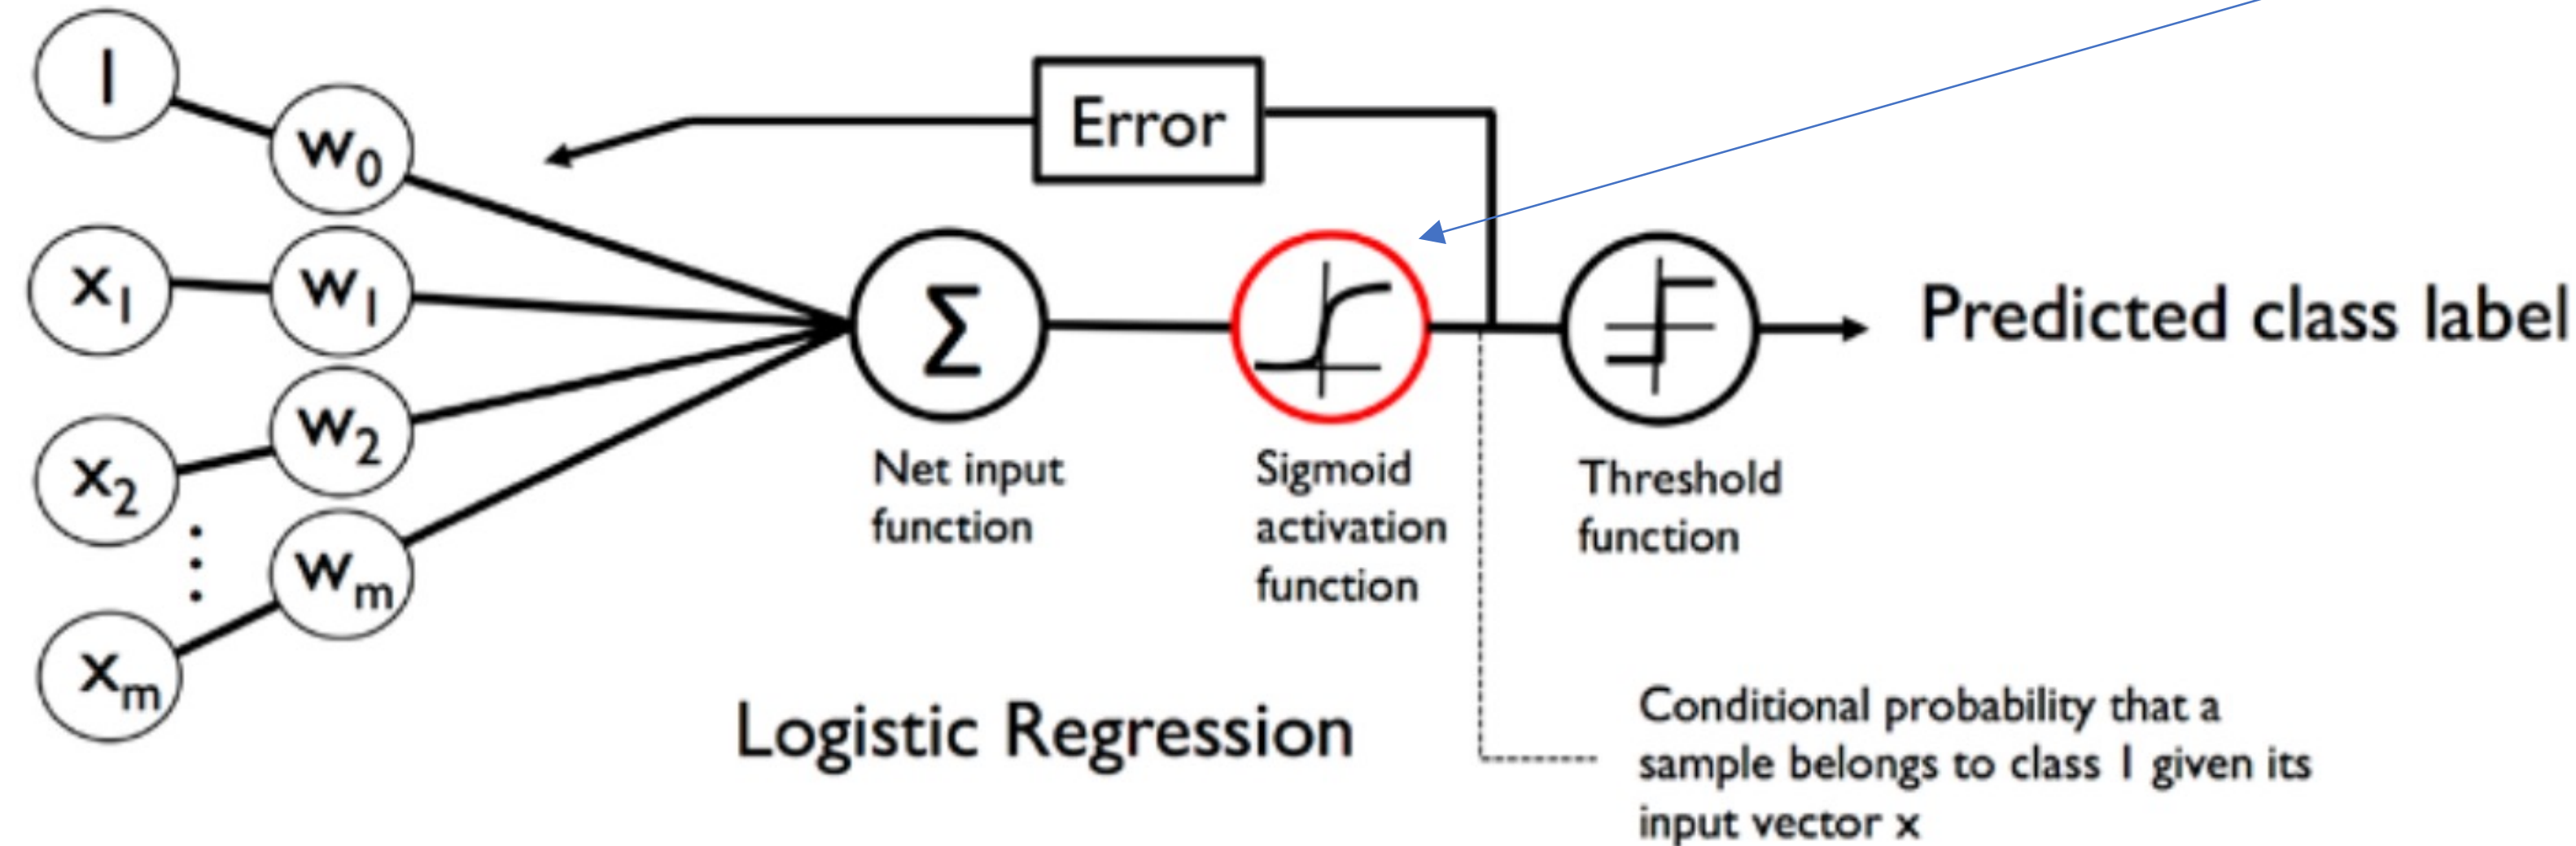 1
w0
x1
w1
x2
w2
xm
wm
Error
Σ
Net input
function
Sigmoid
activation
function
Threshold
function
Predicted class label
Logistic Regression
Conditional probability that a
sample belongs to class 1 given its
input vector x